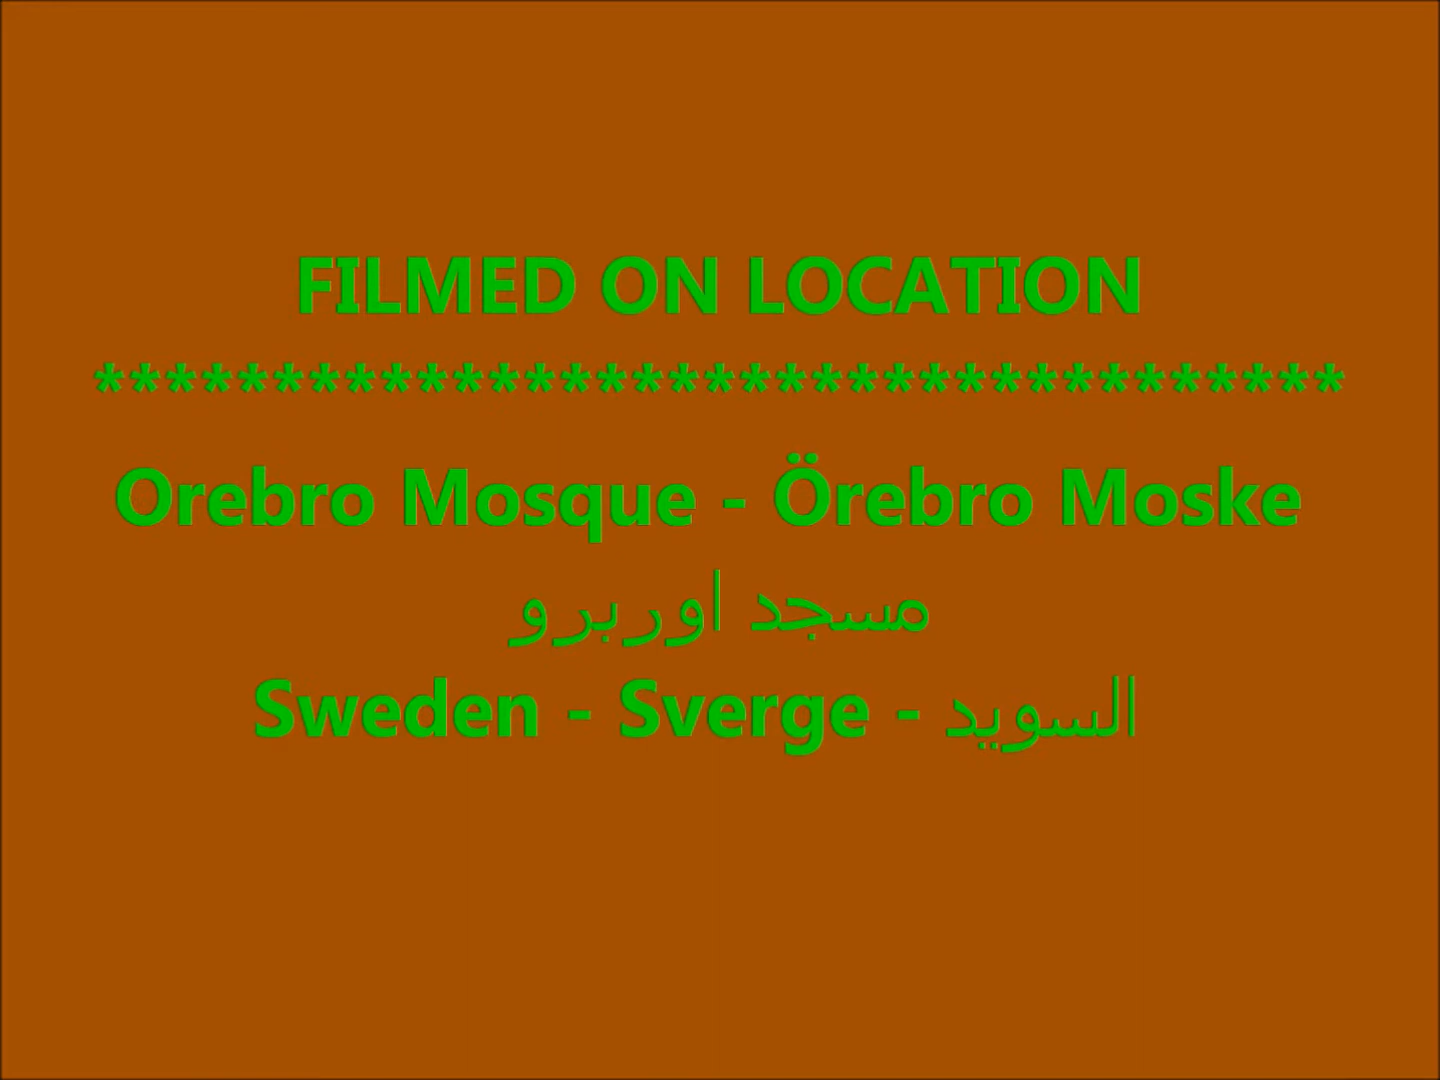 FILMED ON LOCATION
***********************************
Orebro Mosque - Örebro Moske
مسجد اوربرو
Sweden - Sverge - السويد